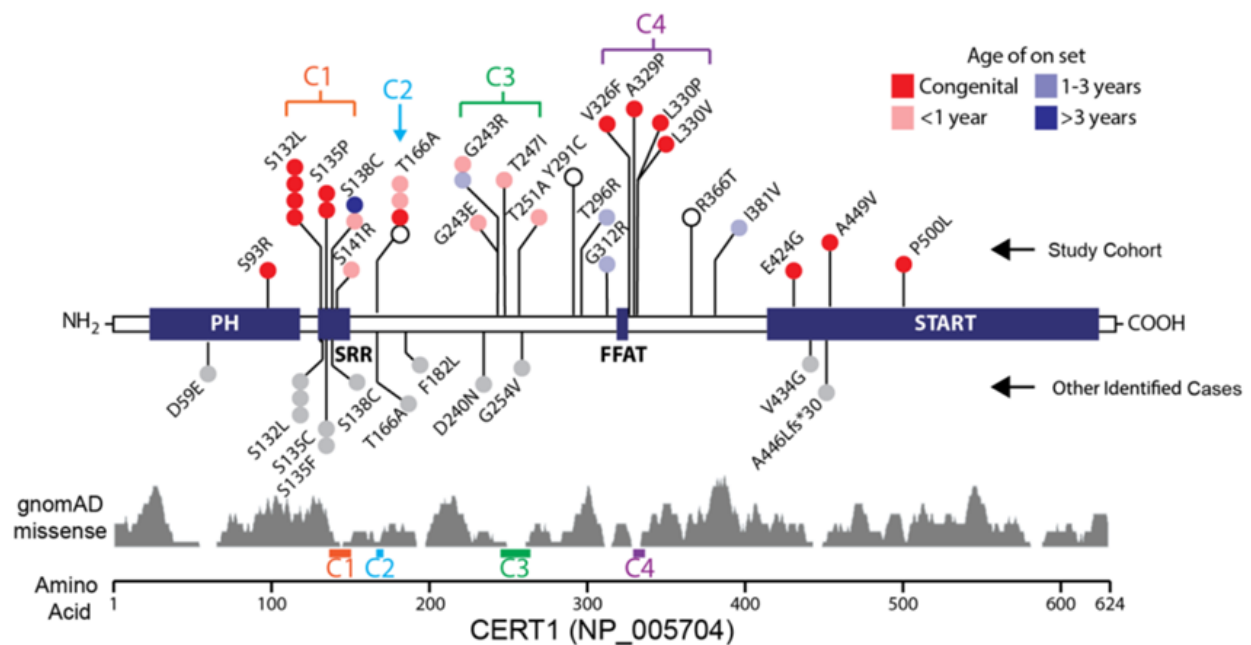 C4
Age of on set
Congenital
1-3 years
<1 year
>3 years
C1
C2
C3
S132L
S135P
S138C
S141R
T166A
G243R
G243E
T247I
T251A
Y291C
T296R
G312R
V326F
A329P
L330P
L330V
R366T
I381V
S93R
E424G
A449V
P500L
Study Cohort
NH2
PH
SRR
FFAT
START
COOH
D59E
S132L
S135C
S135F
S138C
T166A
F182L
D240N
G254V
V434G
A446Lfs*30
Other Identified Cases
gnomAD
missense
C1
C2
C3
C4
Amino
Acid
1
100
200
300
400
500
600
624
CERT1 (NP_005704)